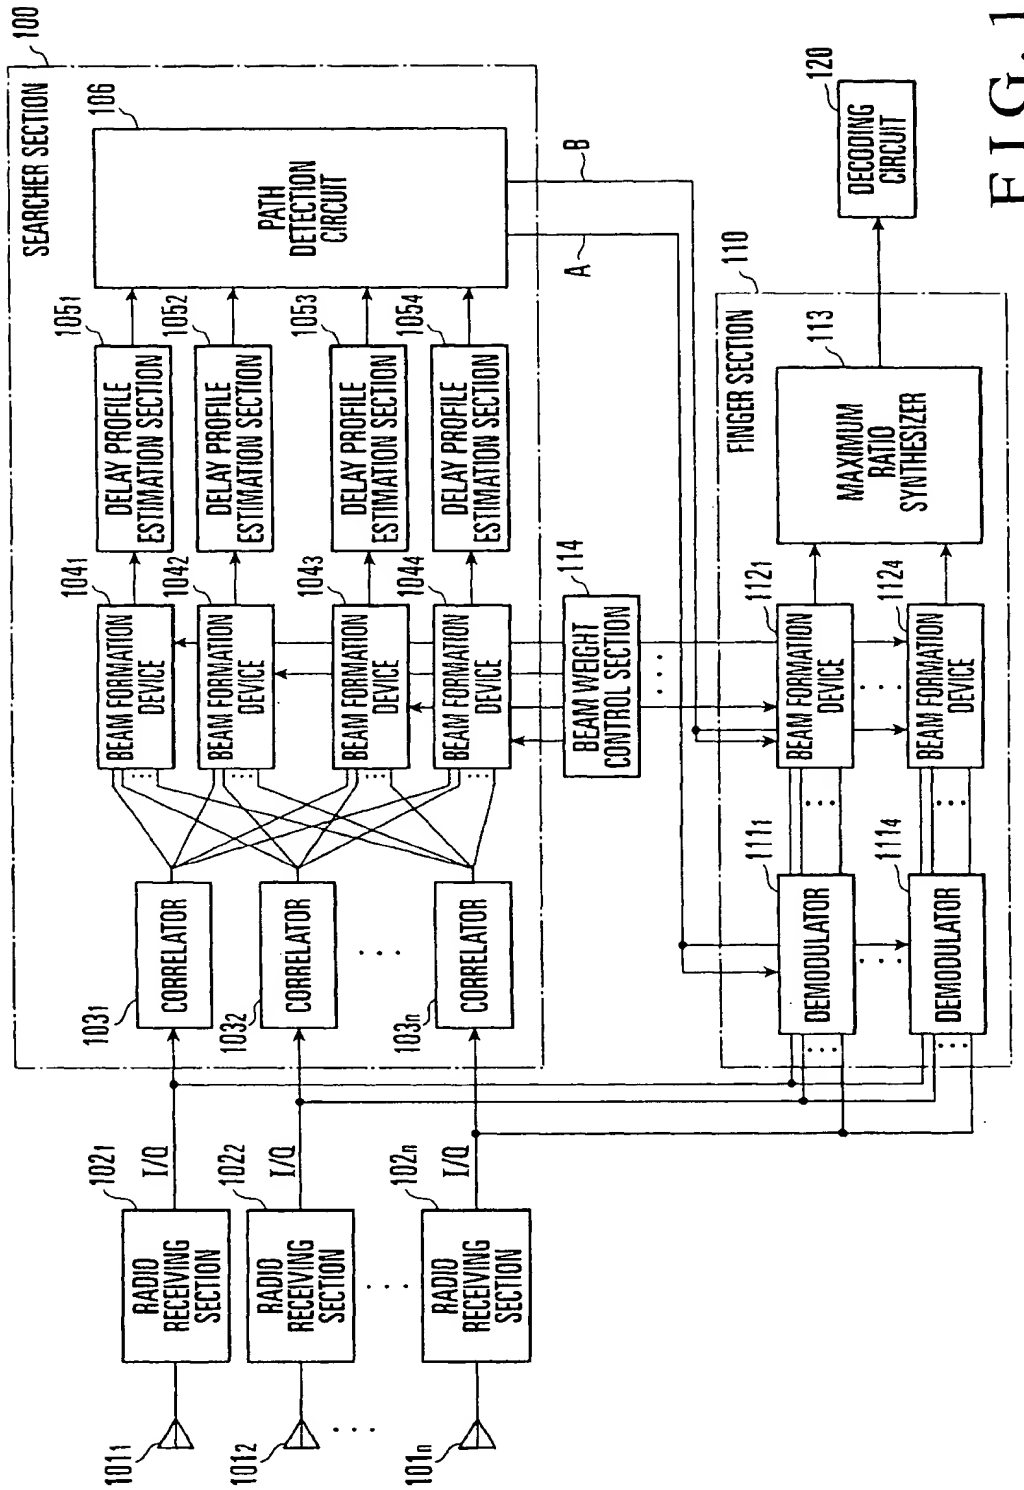 100
SEARCHER SECTION
101₁
RADIO
RECEIVING
SECTION
102₁
I/Q
103₁
CORRELATOR
104₁
BEAM FORMATION
DEVICE
105₁
DELAY PROFILE
ESTIMATION SECTION
106
PATH
DETECTION
CIRCUIT
101₂
RADIO
RECEIVING
SECTION
102₂
I/Q
103₂
CORRELATOR
104₂
BEAM FORMATION
DEVICE
105₂
DELAY PROFILE
ESTIMATION SECTION
104₃
BEAM FORMATION
DEVICE
105₃
DELAY PROFILE
ESTIMATION SECTION
101ₙ
RADIO
RECEIVING
SECTION
102ₙ
I/Q
103ₙ
CORRELATOR
104₄
BEAM FORMATION
DEVICE
105₄
DELAY PROFILE
ESTIMATION SECTION
114
BEAM WEIGHT
CONTROL SECTION
A
B
110
FINGER SECTION
111₁
DEMODULATOR
112₁
BEAM FORMATION
DEVICE
113
MAXIMUM
RATIO
SYNTHESIZER
111₄
DEMODULATOR
112₄
BEAM FORMATION
DEVICE
120
DECODING
CIRCUIT
FIG. 1